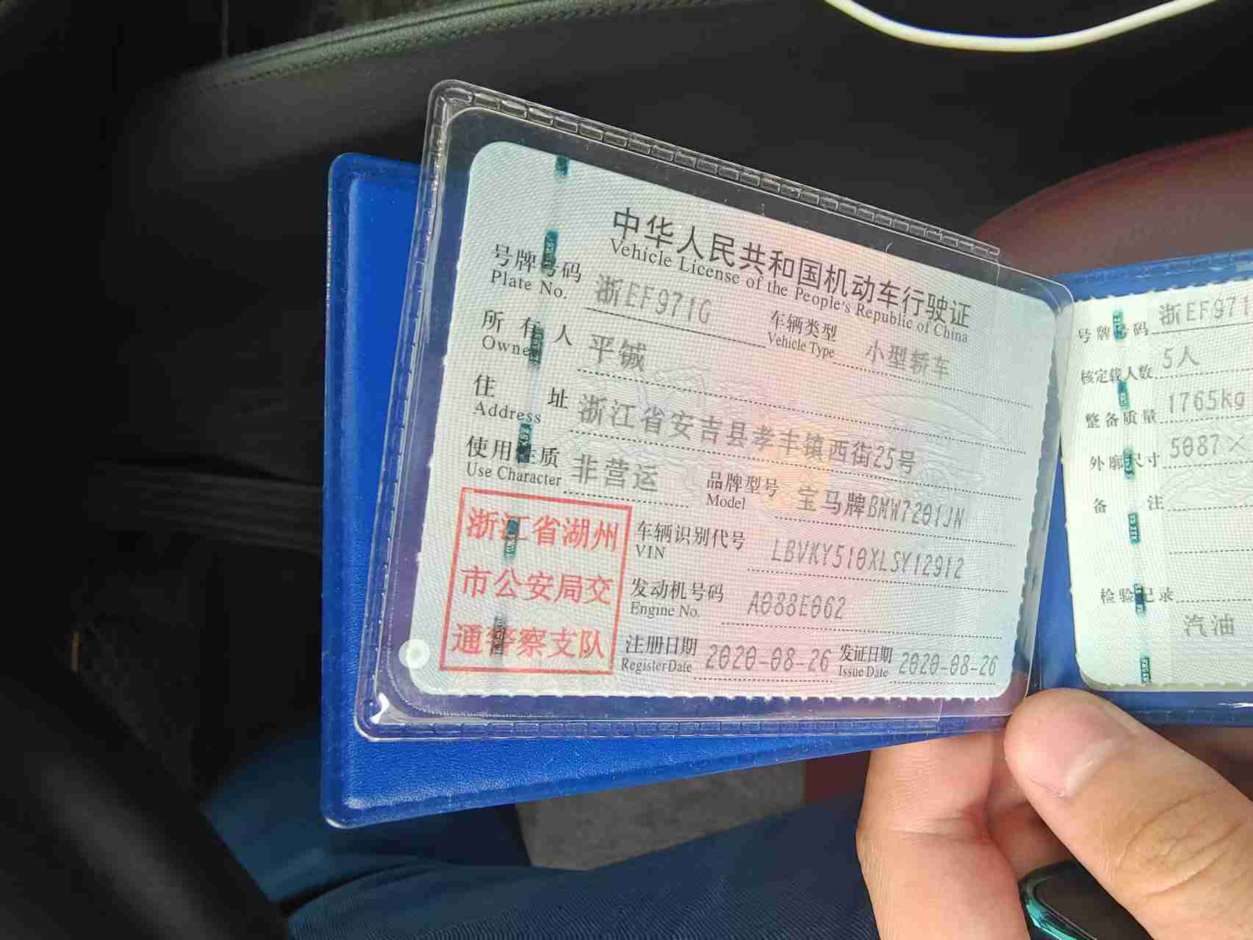 中华人民共和国机动车行驶证
Vehicle License of the People's Republic of China
号牌号码 浙EF971G 车辆类型 小型轿车
Plate No. Vehicle Type
所有人 平铖
Owner
住址 浙江省安吉县孝丰镇西街25号
Address
使用性质 非营运 品牌型号 宝马牌BMW7201JN
Use Character Model
浙江省湖州
市公安局交
通警察支队
车辆识别代号 LBVKY510XLSY12912
VIN
发动机号码 A088E062
Engine No.
注册日期 2020-08-26 发证日期 2020-08-26
Register Date Issue Date
号牌号码 浙EF971
核定载人数 5人
整备质量 1765kg
外廓尺寸 5087×
备注
检验记录
汽油